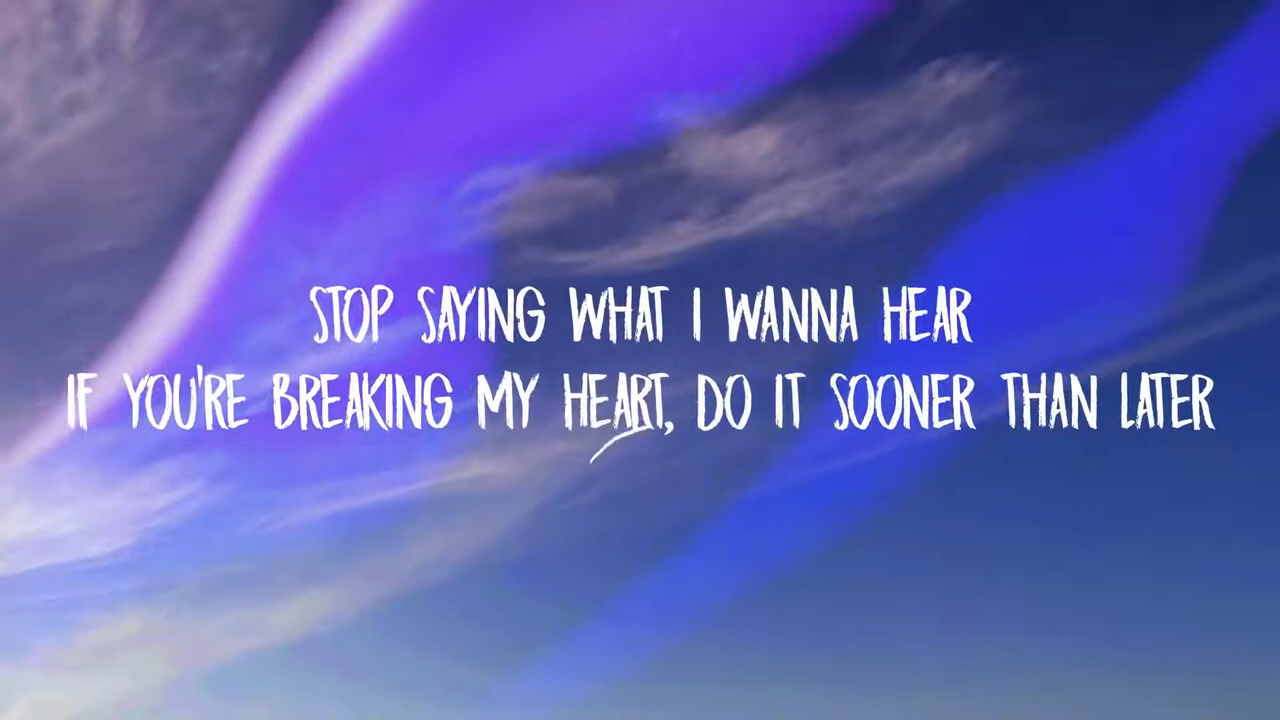 STOP SAYING WHAT I WANNA HEAR
IF YOU'RE BREAKING MY HEART, DO IT SOONER THAN LATER